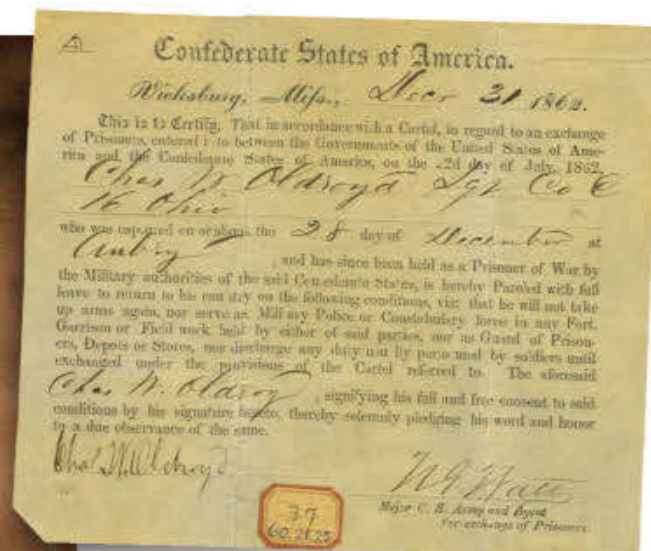 Confederate States of America.
Vicksburg, Miss., Decr 31 1862.
This is to Certify, That in accordance with a Cartel, in regard to an exchange
of Prisoners, entered into between the Governments of the United States of Ame-
rica and the Confederate States of America, on the 22d day of July, 1862,
Chas W Oldroyd Sgt Co C
16 Ohio
who was captured on or about the 28 day of December at
, and has since been held as a Prisoner of War by
the Military authorities of the said Confederate States, is hereby Paroled with full
leave to return to his country on the following conditions, viz: that he will not take
up arms again, nor serve as Military Police or Constabulary force in any Fort,
Garrison or Field work held by either of said parties, nor as Guard of Prison-
ers, Depots or Stores, nor discharge any duty usually performed by soldiers until
exchanged under the provisions of the Cartel referred to. The aforesaid
Chas W. Oldroy , signifying his full and free consent to said
conditions by his signature hereto, thereby solemnly pledging his word and honor
to a due observance of the same.
Chas W Oldroyd
N G Watts
Major C. S. Army and Agent
for exchange of Prisoners
37
60.21.25